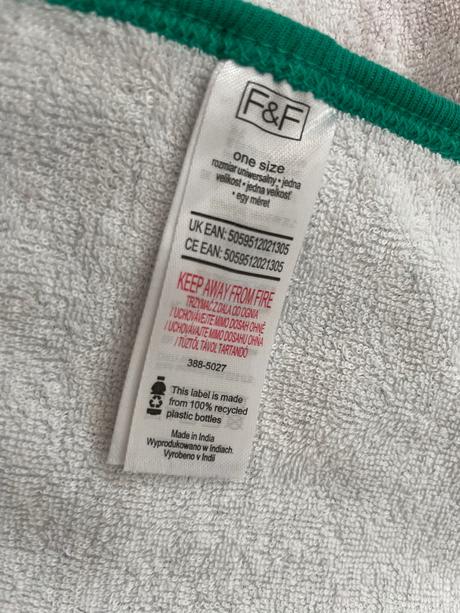 F&F
one size
rozmiar uniwersalny • jedna
velikost • jedna veľkosť
• egy méret
UK EAN: 5059512021305
CE EAN: 5059512021305
KEEP AWAY FROM FIRE
TRZYMAĆ Z DALA OD OGNIA
/ UCHOVÁVEJTE MIMO DOSAH OHNĚ
/ UCHOVÁVAJTE MIMO DOSAHU OHŇA
/ TŰZTŐL TÁVOL TARTANDÓ
388-5027
This label is made
from 100% recycled
plastic bottles
Made in India
Wyprodukowano w Indiach.
Vyrobeno v Indii